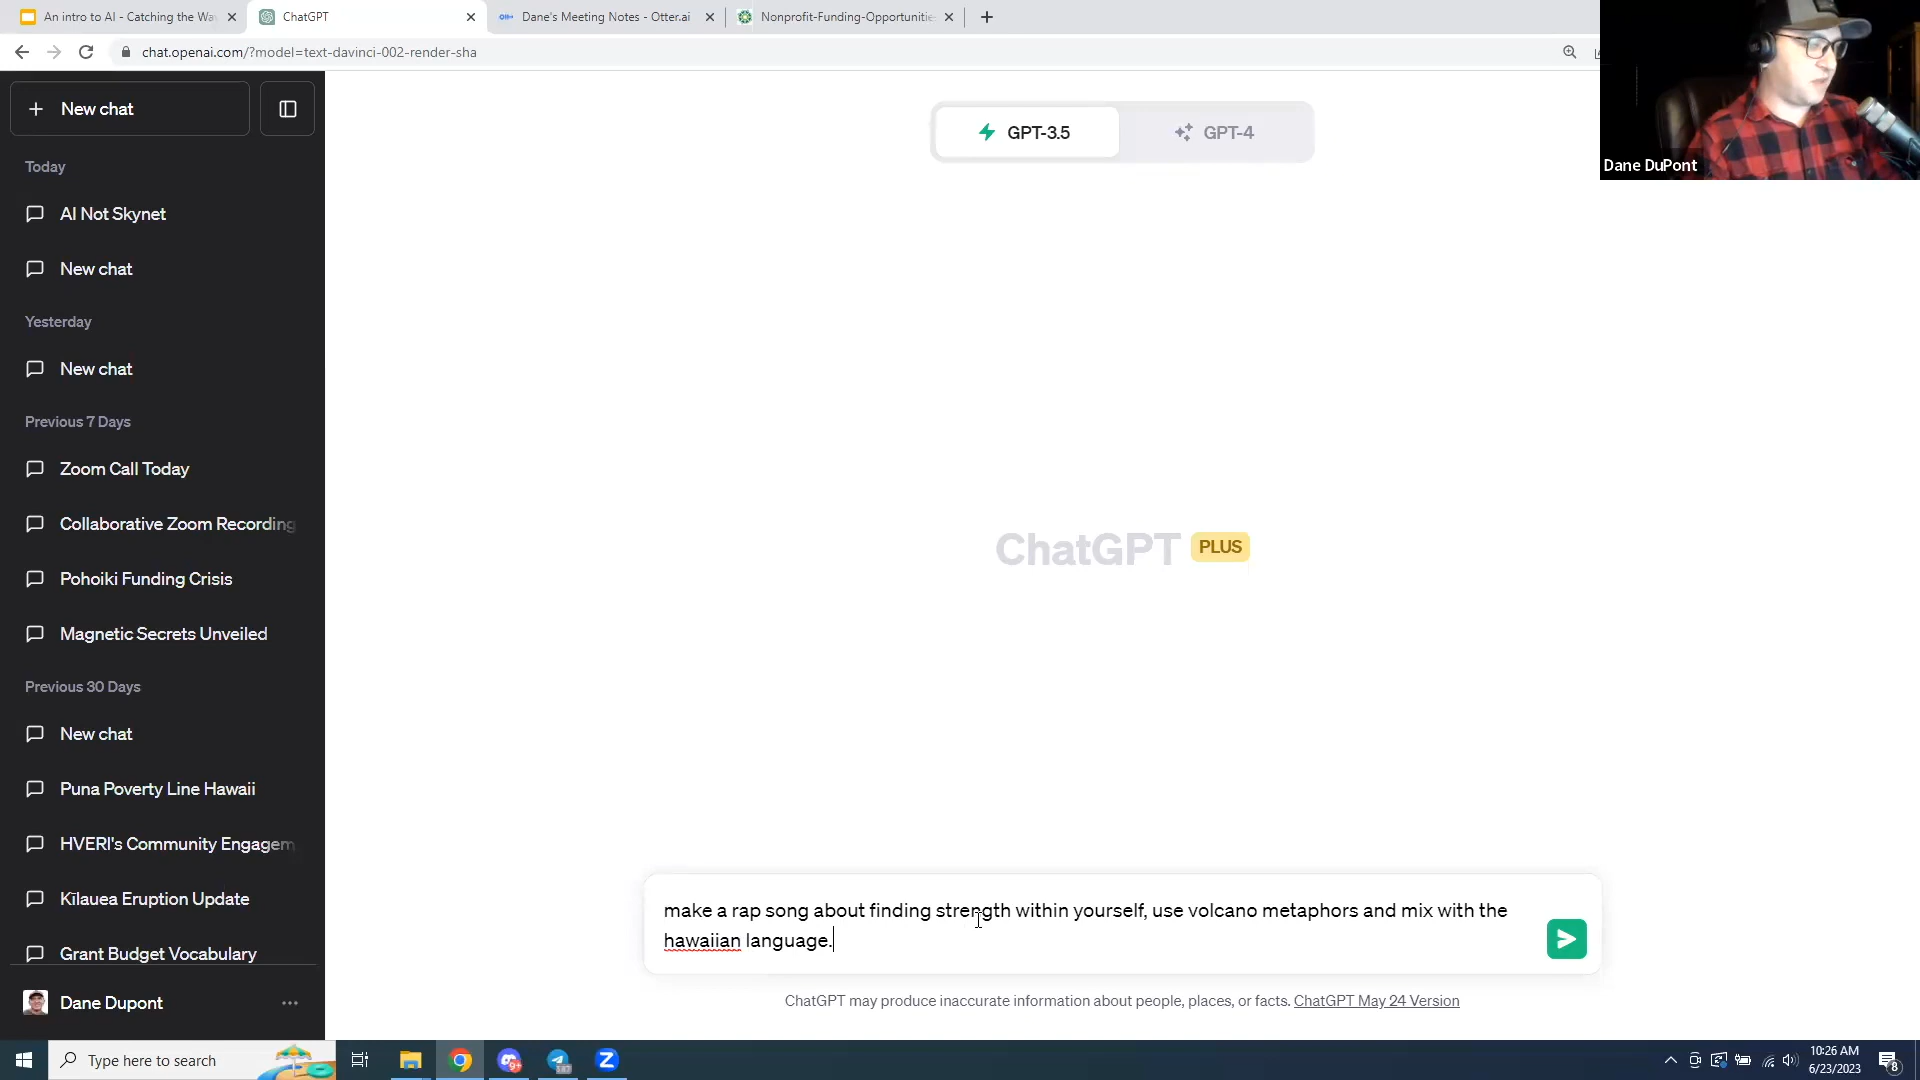 An intro to AI - Catching the Wa
ChatGPT
Dane's Meeting Notes - Otter.ai
Nonprofit-Funding-Opportunitie
chat.openai.com/?model=text-davinci-002-render-sha
New chat
GPT-3.5
GPT-4
Dane DuPont
Today
AI Not Skynet
New chat
Yesterday
New chat
Previous 7 Days
Zoom Call Today
Collaborative Zoom Recording
Pohoiki Funding Crisis
Magnetic Secrets Unveiled
Previous 30 Days
New chat
Puna Poverty Line Hawaii
HVERI's Community Engagem
Kīlauea Eruption Update
Grant Budget Vocabulary
Dane Dupont
ChatGPT PLUS
make a rap song about finding strength within yourself, use volcano metaphors and mix with the
hawaiian language.
ChatGPT may produce inaccurate information about people, places, or facts. ChatGPT May 24 Version
Type here to search
10:26 AM
6/23/2023
8